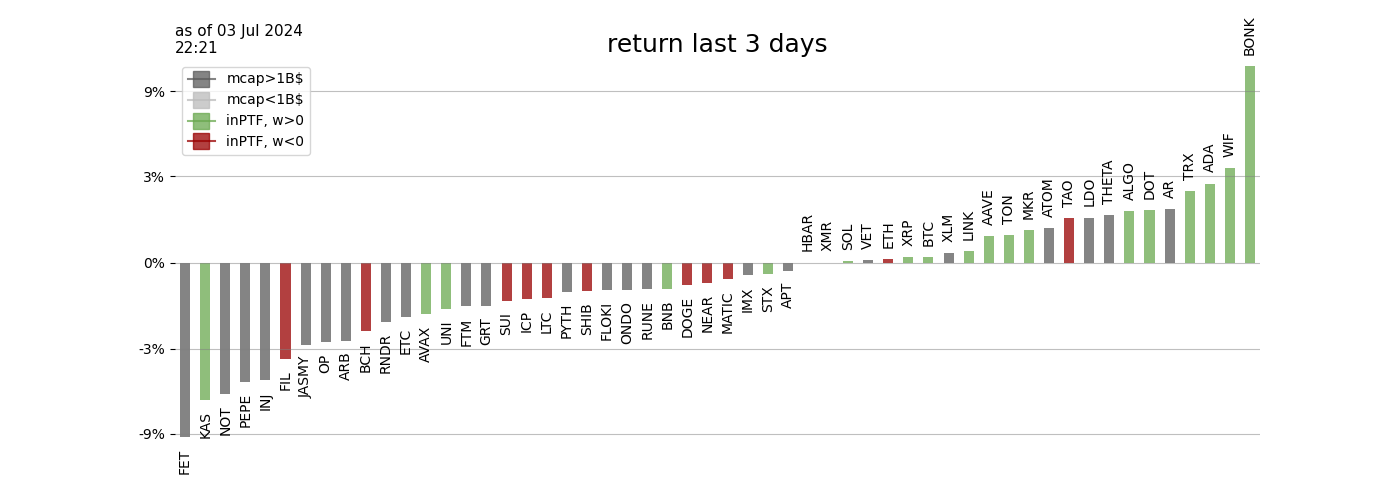 as of 03 Jul 2024
22:21
return last 3 days
mcap>1B$
mcap<1B$
inPTF, w>0
inPTF, w<0
9%
3%
0%
-3%
-9%
FET
KAS
NOT
PEPE
INJ
FIL
JASMY
OP
ARB
BCH
RNDR
ETC
AVAX
UNI
FTM
GRT
SUI
ICP
LTC
PYTH
SHIB
FLOKI
ONDO
RUNE
BNB
DOGE
NEAR
MATIC
IMX
STX
APT
HBAR
XMR
SOL
VET
ETH
XRP
BTC
XLM
LINK
AAVE
TON
MKR
ATOM
TAO
LDO
THETA
ALGO
DOT
AR
TRX
ADA
WIF
BONK